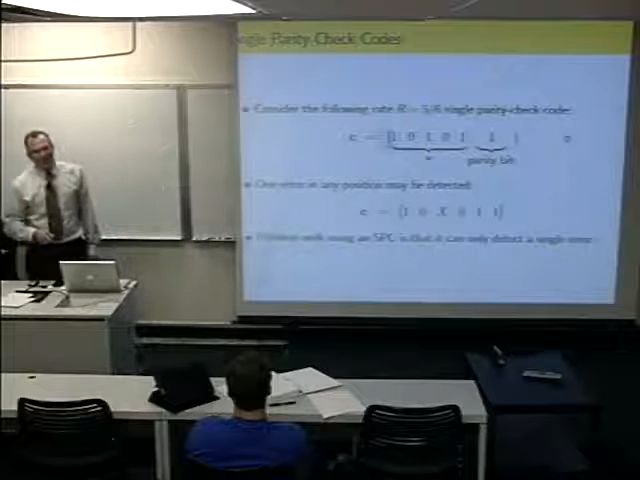 ngle Parity Check Codes
Consider the following rate R = 5/6 single parity-check code:
c = [1 0 1 0 1 1 ]
parity bit
One error in any position may be detected:
c = [1 0 X 0 1 1]
Problem with using an SPC is that it can only detect a single error